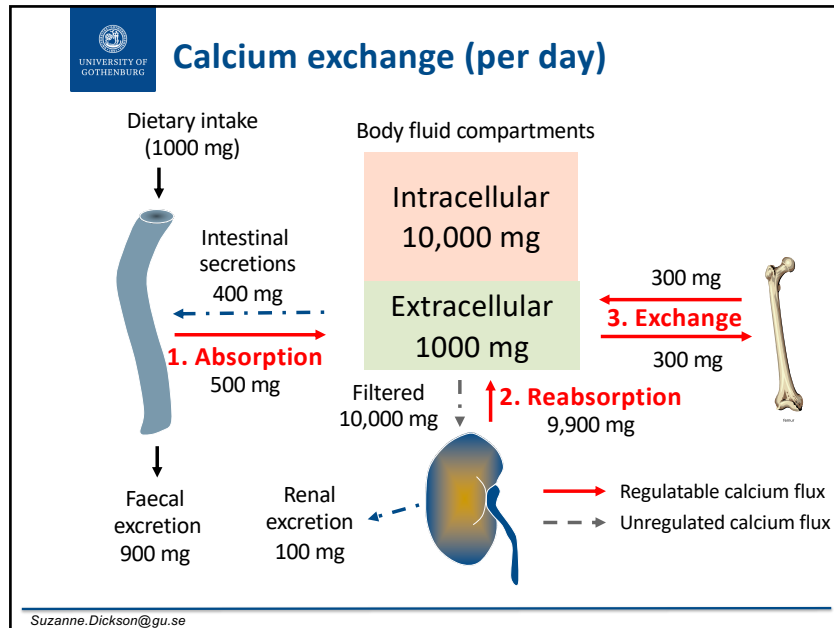 UNIVERSITY OF
GOTHENBURG
Calcium exchange (per day)
Dietary intake
(1000 mg)
Body fluid compartments
Intracellular
10,000 mg
Intestinal
secretions
400 mg
Extracellular
1000 mg
1. Absorption
500 mg
300 mg
3. Exchange
300 mg
Filtered
10,000 mg
2. Reabsorption
9,900 mg
Faecal
excretion
900 mg
Renal
excretion
100 mg
Regulatable calcium flux
Unregulated calcium flux
Suzanne.Dickson@gu.se